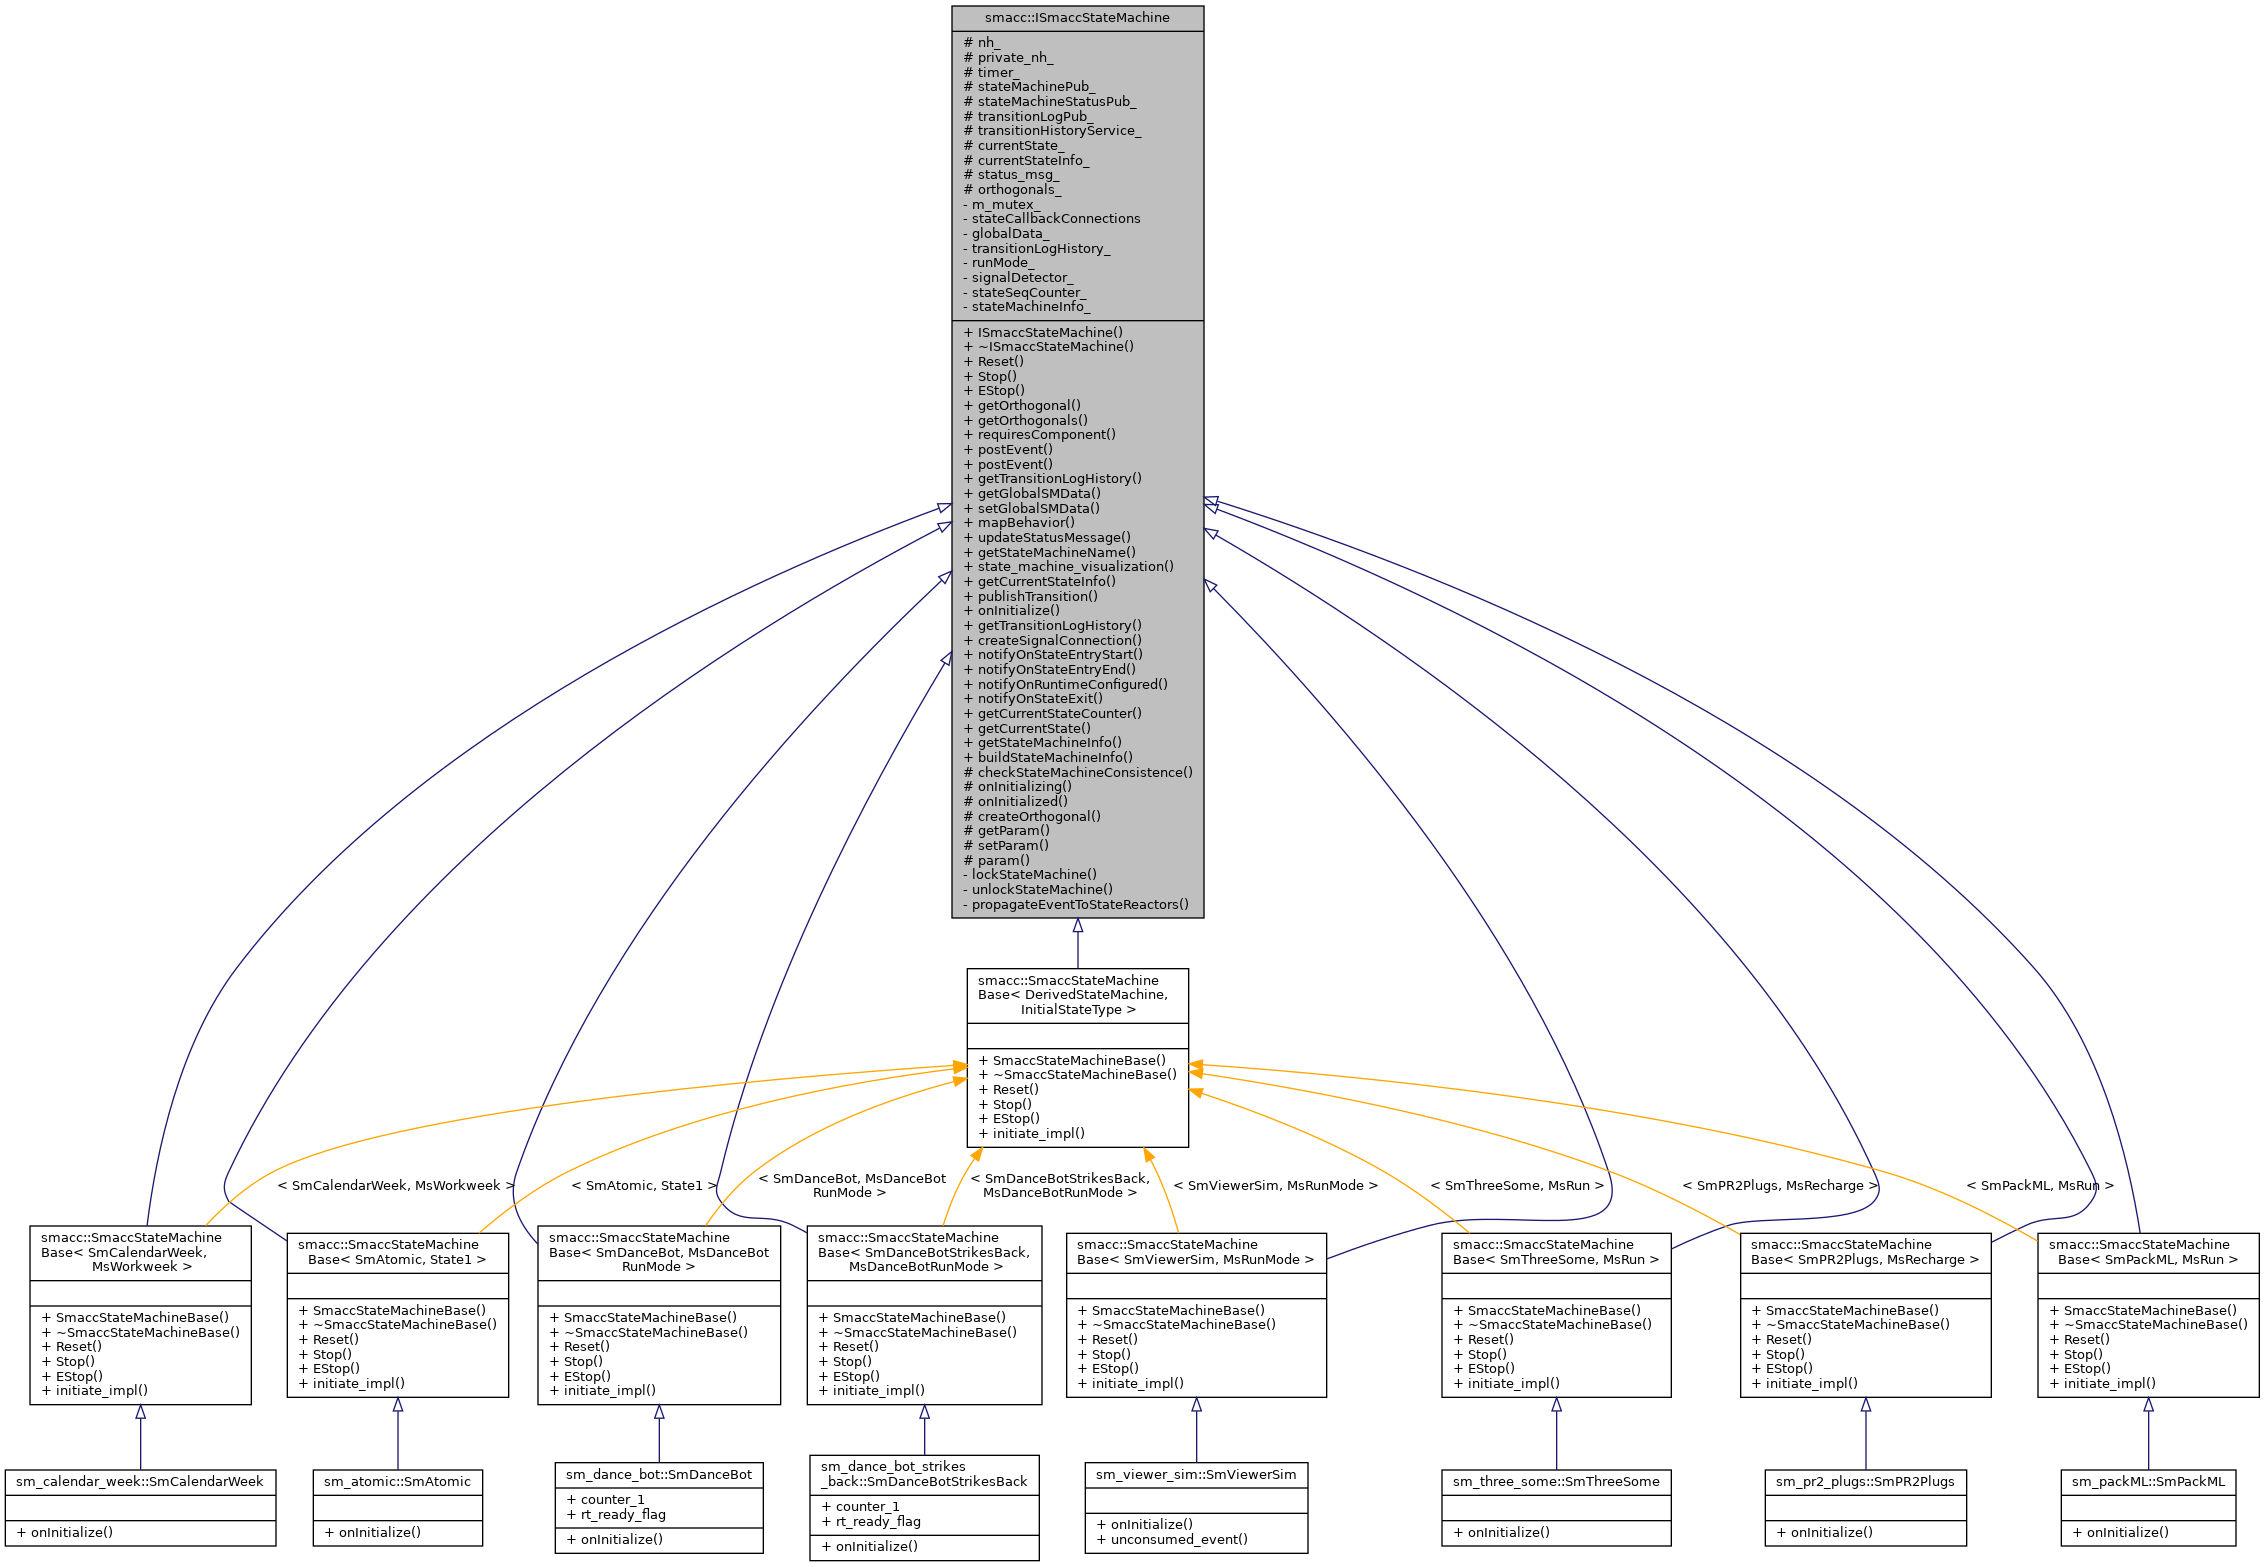 smacc::ISmaccStateMachine
# nh_
# private_nh_
# timer_
# stateMachinePub_
# stateMachineStatusPub_
# transitionLogPub_
# transitionHistoryService_
# currentState_
# currentStateInfo_
# status_msg_
# orthogonals_
- m_mutex_
- stateCallbackConnections
- globalData_
- transitionLogHistory_
- runMode_
- signalDetector_
- stateSeqCounter_
- stateMachineInfo_
+ ISmaccStateMachine()
+ ~ISmaccStateMachine()
+ Reset()
+ Stop()
+ EStop()
+ getOrthogonal()
+ getOrthogonals()
+ requiresComponent()
+ postEvent()
+ postEvent()
+ getTransitionLogHistory()
+ getGlobalSMData()
+ setGlobalSMData()
+ mapBehavior()
+ updateStatusMessage()
+ getStateMachineName()
+ state_machine_visualization()
+ getCurrentStateInfo()
+ publishTransition()
+ onInitialize()
+ getTransitionLogHistory()
+ createSignalConnection()
+ notifyOnStateEntryStart()
+ notifyOnStateEntryEnd()
+ notifyOnRuntimeConfigured()
+ notifyOnStateExit()
+ getCurrentStateCounter()
+ getCurrentState()
+ getStateMachineInfo()
+ buildStateMachineInfo()
# checkStateMachineConsistence()
# onInitializing()
# onInitialized()
# createOrthogonal()
# getParam()
# setParam()
# param()
- lockStateMachine()
- unlockStateMachine()
- propagateEventToStateReactors()
smacc::SmaccStateMachine
Base< DerivedStateMachine,
InitialStateType >
+ SmaccStateMachineBase()
+ ~SmaccStateMachineBase()
+ Reset()
+ Stop()
+ EStop()
+ initiate_impl()
< SmCalendarWeek, MsWorkweek >
< SmAtomic, State1 >
< SmDanceBot, MsDanceBot
RunMode >
< SmDanceBotStrikesBack,
MsDanceBotRunMode >
< SmViewerSim, MsRunMode >
< SmThreeSome, MsRun >
< SmPR2Plugs, MsRecharge >
< SmPackML, MsRun >
smacc::SmaccStateMachine
Base< SmCalendarWeek,
MsWorkweek >
+ SmaccStateMachineBase()
+ ~SmaccStateMachineBase()
+ Reset()
+ Stop()
+ EStop()
+ initiate_impl()
smacc::SmaccStateMachine
Base< SmAtomic, State1 >
+ SmaccStateMachineBase()
+ ~SmaccStateMachineBase()
+ Reset()
+ Stop()
+ EStop()
+ initiate_impl()
smacc::SmaccStateMachine
Base< SmDanceBot, MsDanceBot
RunMode >
+ SmaccStateMachineBase()
+ ~SmaccStateMachineBase()
+ Reset()
+ Stop()
+ EStop()
+ initiate_impl()
smacc::SmaccStateMachine
Base< SmDanceBotStrikesBack,
MsDanceBotRunMode >
+ SmaccStateMachineBase()
+ ~SmaccStateMachineBase()
+ Reset()
+ Stop()
+ EStop()
+ initiate_impl()
smacc::SmaccStateMachine
Base< SmViewerSim, MsRunMode >
+ SmaccStateMachineBase()
+ ~SmaccStateMachineBase()
+ Reset()
+ Stop()
+ EStop()
+ initiate_impl()
smacc::SmaccStateMachine
Base< SmThreeSome, MsRun >
+ SmaccStateMachineBase()
+ ~SmaccStateMachineBase()
+ Reset()
+ Stop()
+ EStop()
+ initiate_impl()
smacc::SmaccStateMachine
Base< SmPR2Plugs, MsRecharge >
+ SmaccStateMachineBase()
+ ~SmaccStateMachineBase()
+ Reset()
+ Stop()
+ EStop()
+ initiate_impl()
smacc::SmaccStateMachine
Base< SmPackML, MsRun >
+ SmaccStateMachineBase()
+ ~SmaccStateMachineBase()
+ Reset()
+ Stop()
+ EStop()
+ initiate_impl()
sm_calendar_week::SmCalendarWeek
+ onInitialize()
sm_atomic::SmAtomic
+ onInitialize()
sm_dance_bot::SmDanceBot
+ counter_1
+ rt_ready_flag
+ onInitialize()
sm_dance_bot_strikes
_back::SmDanceBotStrikesBack
+ counter_1
+ rt_ready_flag
+ onInitialize()
sm_viewer_sim::SmViewerSim
+ onInitialize()
+ unconsumed_event()
sm_three_some::SmThreeSome
+ onInitialize()
sm_pr2_plugs::SmPR2Plugs
+ onInitialize()
sm_packML::SmPackML
+ onInitialize()